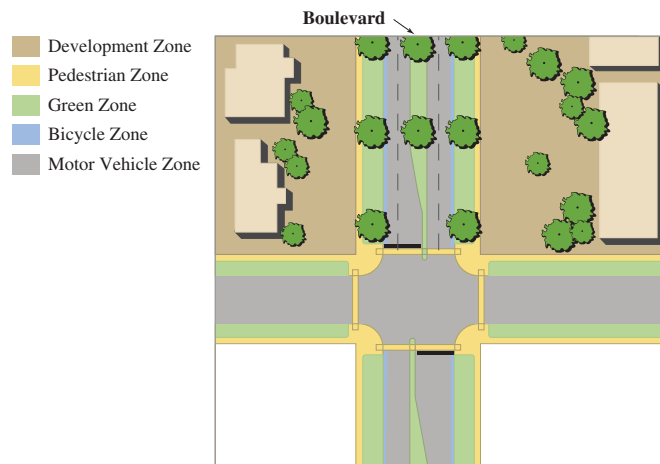 Boulevard
Development Zone
Pedestrian Zone
Green Zone
Bicycle Zone
Motor Vehicle Zone